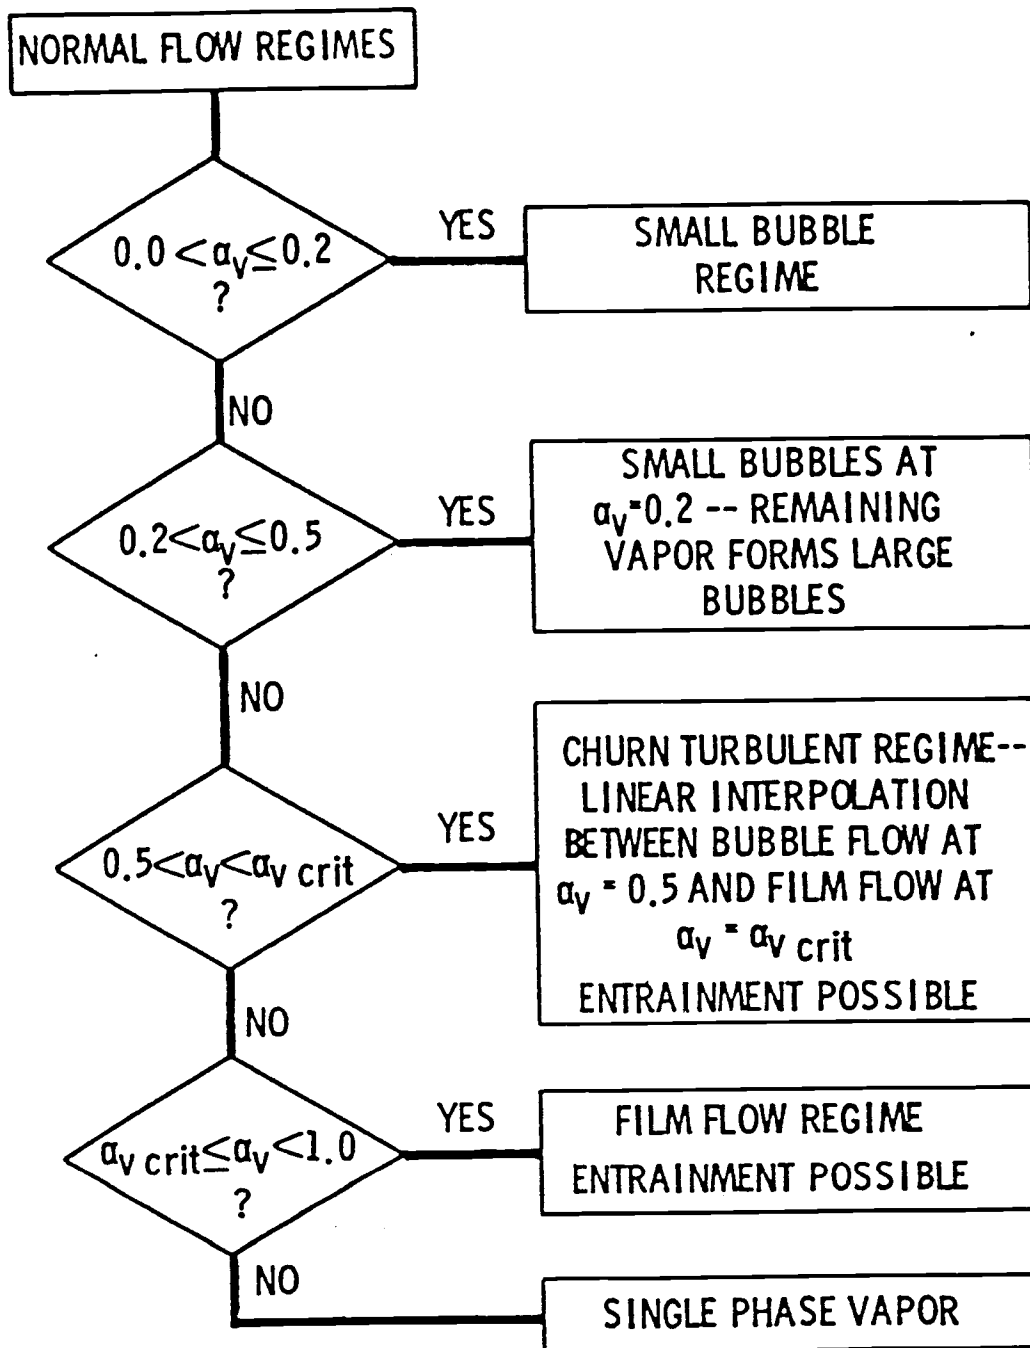 NORMAL FLOW REGIMES
0.0 < αv ≤ 0.2
?
YES
SMALL BUBBLE
REGIME
NO
0.2 < αv ≤ 0.5
?
YES
SMALL BUBBLES AT
αv = 0.2 -- REMAINING
VAPOR FORMS LARGE
BUBBLES
NO
0.5 < αv < αv crit
?
YES
CHURN TURBULENT REGIME--
LINEAR INTERPOLATION
BETWEEN BUBBLE FLOW AT
αv = 0.5 AND FILM FLOW AT
αv = αv crit
ENTRAINMENT POSSIBLE
NO
αv crit ≤ αv < 1.0
?
YES
FILM FLOW REGIME
ENTRAINMENT POSSIBLE
NO
SINGLE PHASE VAPOR